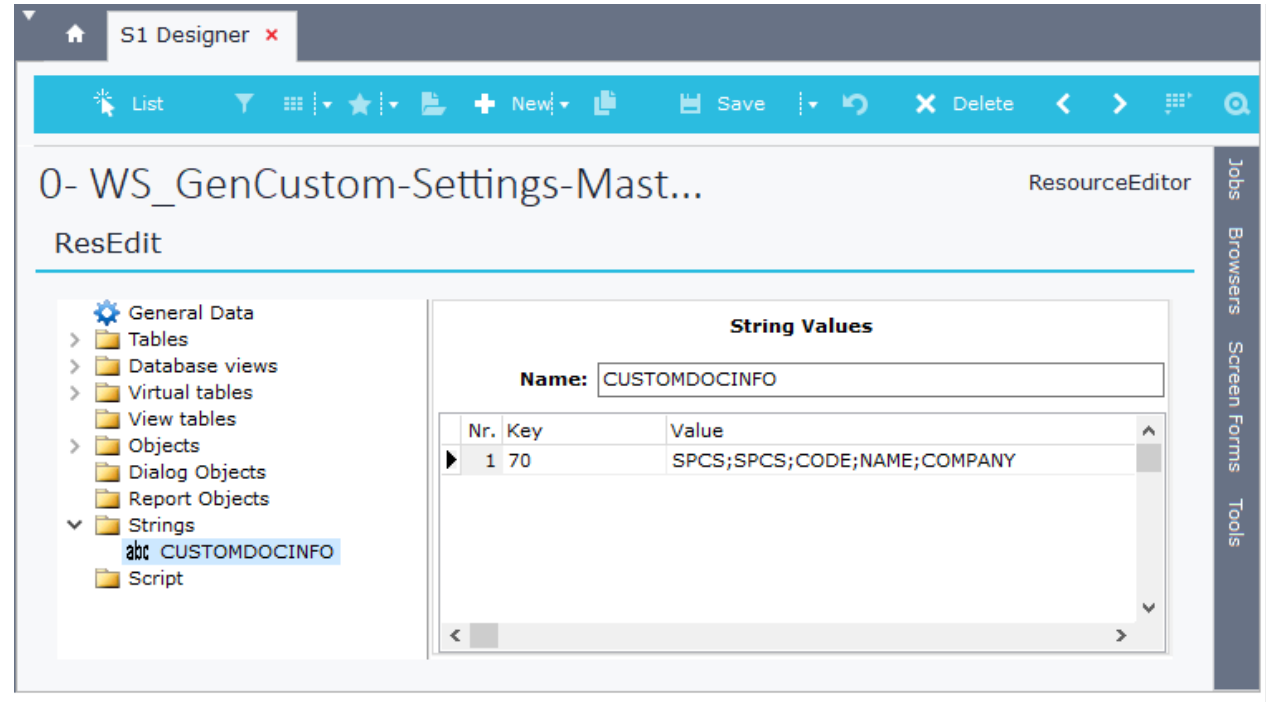 S1 Designer
List New Save Delete
0- WS_GenCustom-Settings-Mast...
ResourceEditor
ResEdit
General Data
Tables
Database views
Virtual tables
View tables
Objects
Dialog Objects
Report Objects
Strings
abc CUSTOMDOCINFO
Script
String Values
Name: CUSTOMDOCINFO
Nr. Key Value
1 70 SPCS;SPCS;CODE;NAME;COMPANY
Jobs
Browsers
Screen Forms
Tools